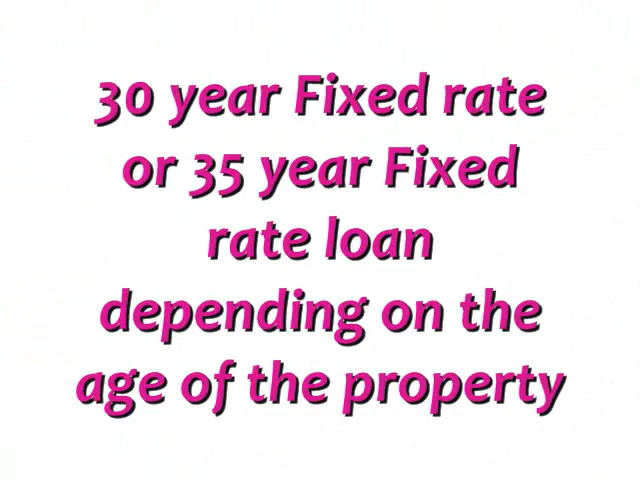 30 year Fixed rate
or 35 year Fixed
rate loan
depending on the
age of the property